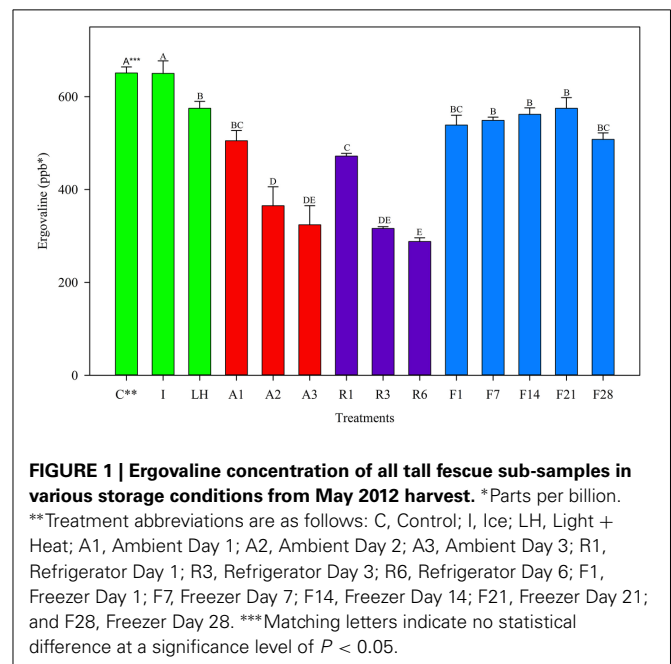 A*** A B BC D DE C DE E BC B B B BC
600
400
200
0
Ergovaline (ppb*)
C** I LH A1 A2 A3 R1 R3 R6 F1 F7 F14 F21 F28
Treatments
FIGURE 1 | Ergovaline concentration of all tall fescue sub-samples in
various storage conditions from May 2012 harvest. *Parts per billion.
**Treatment abbreviations are as follows: C, Control; I, Ice; LH, Light +
Heat; A1, Ambient Day 1; A2, Ambient Day 2; A3, Ambient Day 3; R1,
Refrigerator Day 1; R3, Refrigerator Day 3; R6, Refrigerator Day 6; F1,
Freezer Day 1; F7, Freezer Day 7; F14, Freezer Day 14; F21, Freezer Day 21;
and F28, Freezer Day 28. ***Matching letters indicate no statistical
difference at a significance level of P < 0.05.